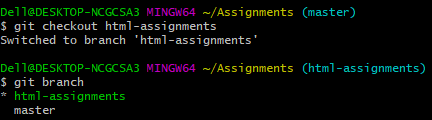 Dell@DESKTOP-NCGCSA3 MINGW64 ~/Assignments (master)
$ git checkout html-assignments
Switched to branch 'html-assignments'
Dell@DESKTOP-NCGCSA3 MINGW64 ~/Assignments (html-assignments)
$ git branch
* html-assignments
  master